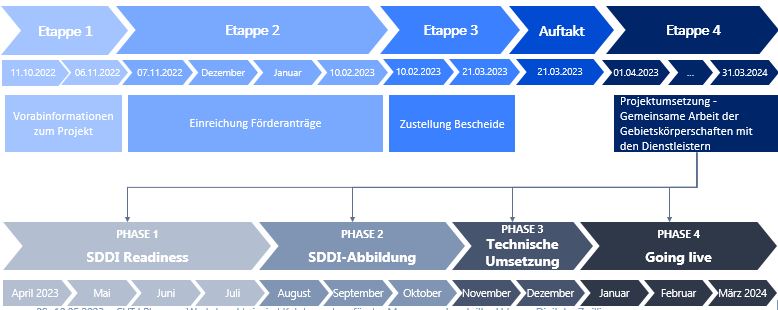 Etappe 1
Etappe 2
Etappe 3
Auftakt
Etappe 4
11.10.2022
06.11.2022
07.11.2022
Dezember
Januar
10.02.2023
10.02.2023
21.03.2023
21.03.2023
01.04.2023
...
31.03.2024
Vorabinformationen
zum Projekt
Einreichung Förderanträge
Zustellung Bescheide
Projektumsetzung -
Gemeinsame Arbeit der
Gebietskörperschaften mit
den Dienstleistern
PHASE 1
SDDI Readiness
PHASE 2
SDDI-Abbildung
PHASE 3
Technische
Umsetzung
PHASE 4
Going live
April 2023
Mai
Juni
Juli
August
September
Oktober
November
Dezember
Januar
Februar
März 2024